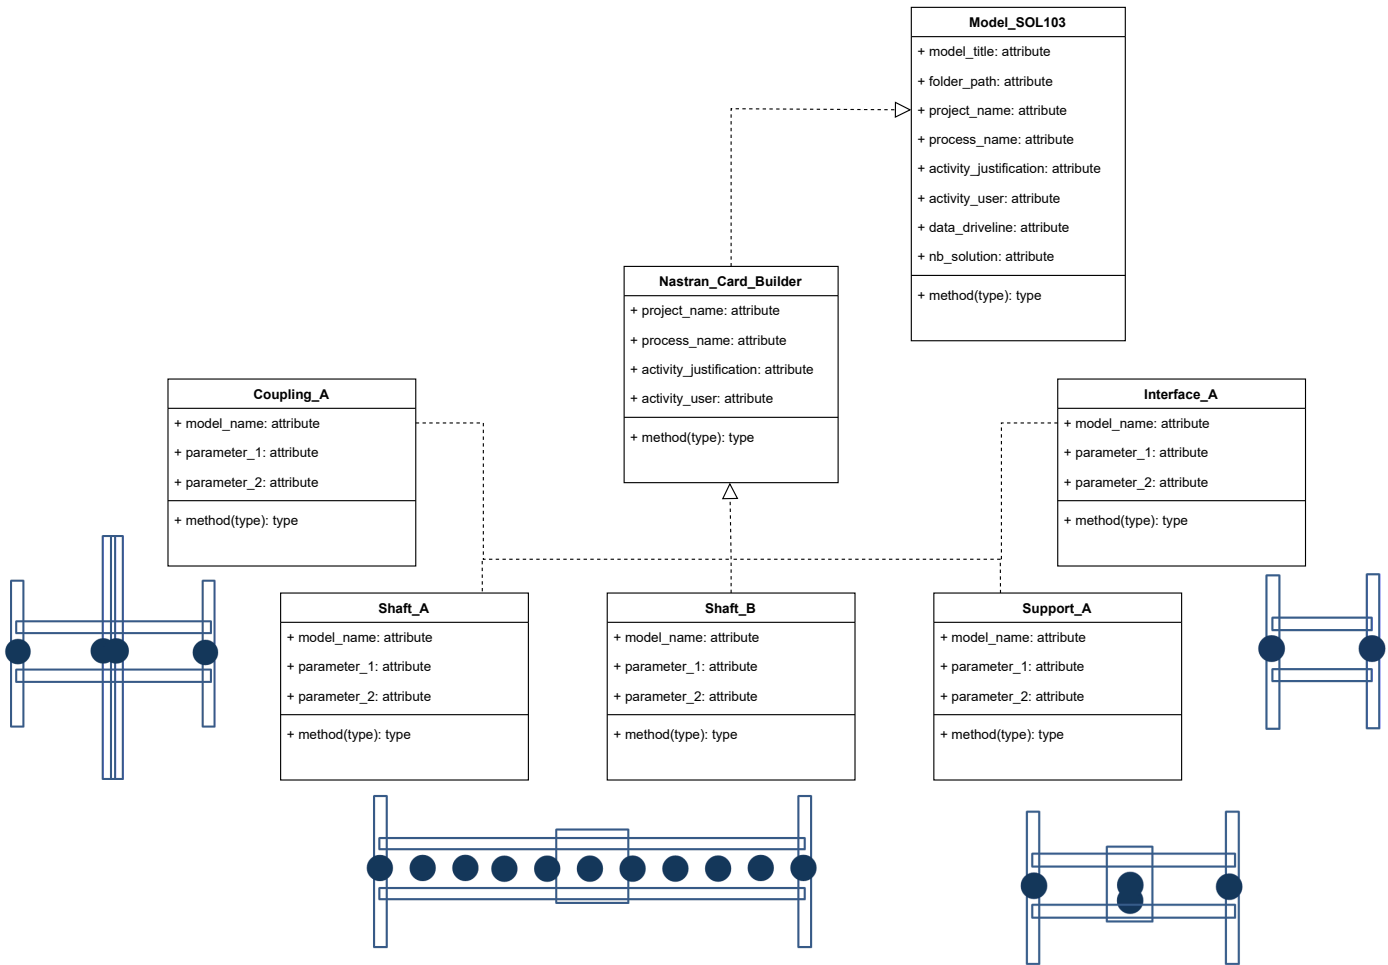 Model_SOL103
+ model_title: attribute
+ folder_path: attribute
+ project_name: attribute
+ process_name: attribute
+ activity_justification: attribute
+ activity_user: attribute
+ data_driveline: attribute
+ nb_solution: attribute
+ method(type): type
Nastran_Card_Builder
+ project_name: attribute
+ process_name: attribute
+ activity_justification: attribute
+ activity_user: attribute
+ method(type): type
Coupling_A
+ model_name: attribute
+ parameter_1: attribute
+ parameter_2: attribute
+ method(type): type
Interface_A
+ model_name: attribute
+ parameter_1: attribute
+ parameter_2: attribute
+ method(type): type
Shaft_A
+ model_name: attribute
+ parameter_1: attribute
+ parameter_2: attribute
+ method(type): type
Shaft_B
+ model_name: attribute
+ parameter_1: attribute
+ parameter_2: attribute
+ method(type): type
Support_A
+ model_name: attribute
+ parameter_1: attribute
+ parameter_2: attribute
+ method(type): type